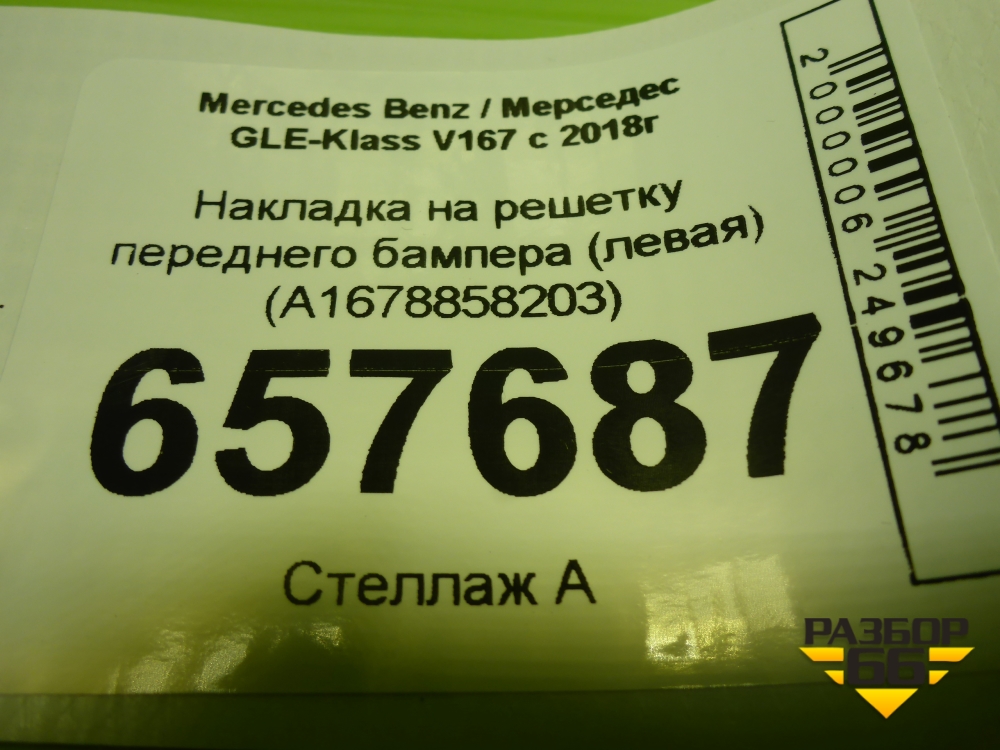 Mercedes Benz / Мерседес
GLE-Klass V167 с 2018г
Накладка на решетку
переднего бампера (левая)
(A1678858203)
657687
Стеллаж А
2000006249678
РАЗБОР
66